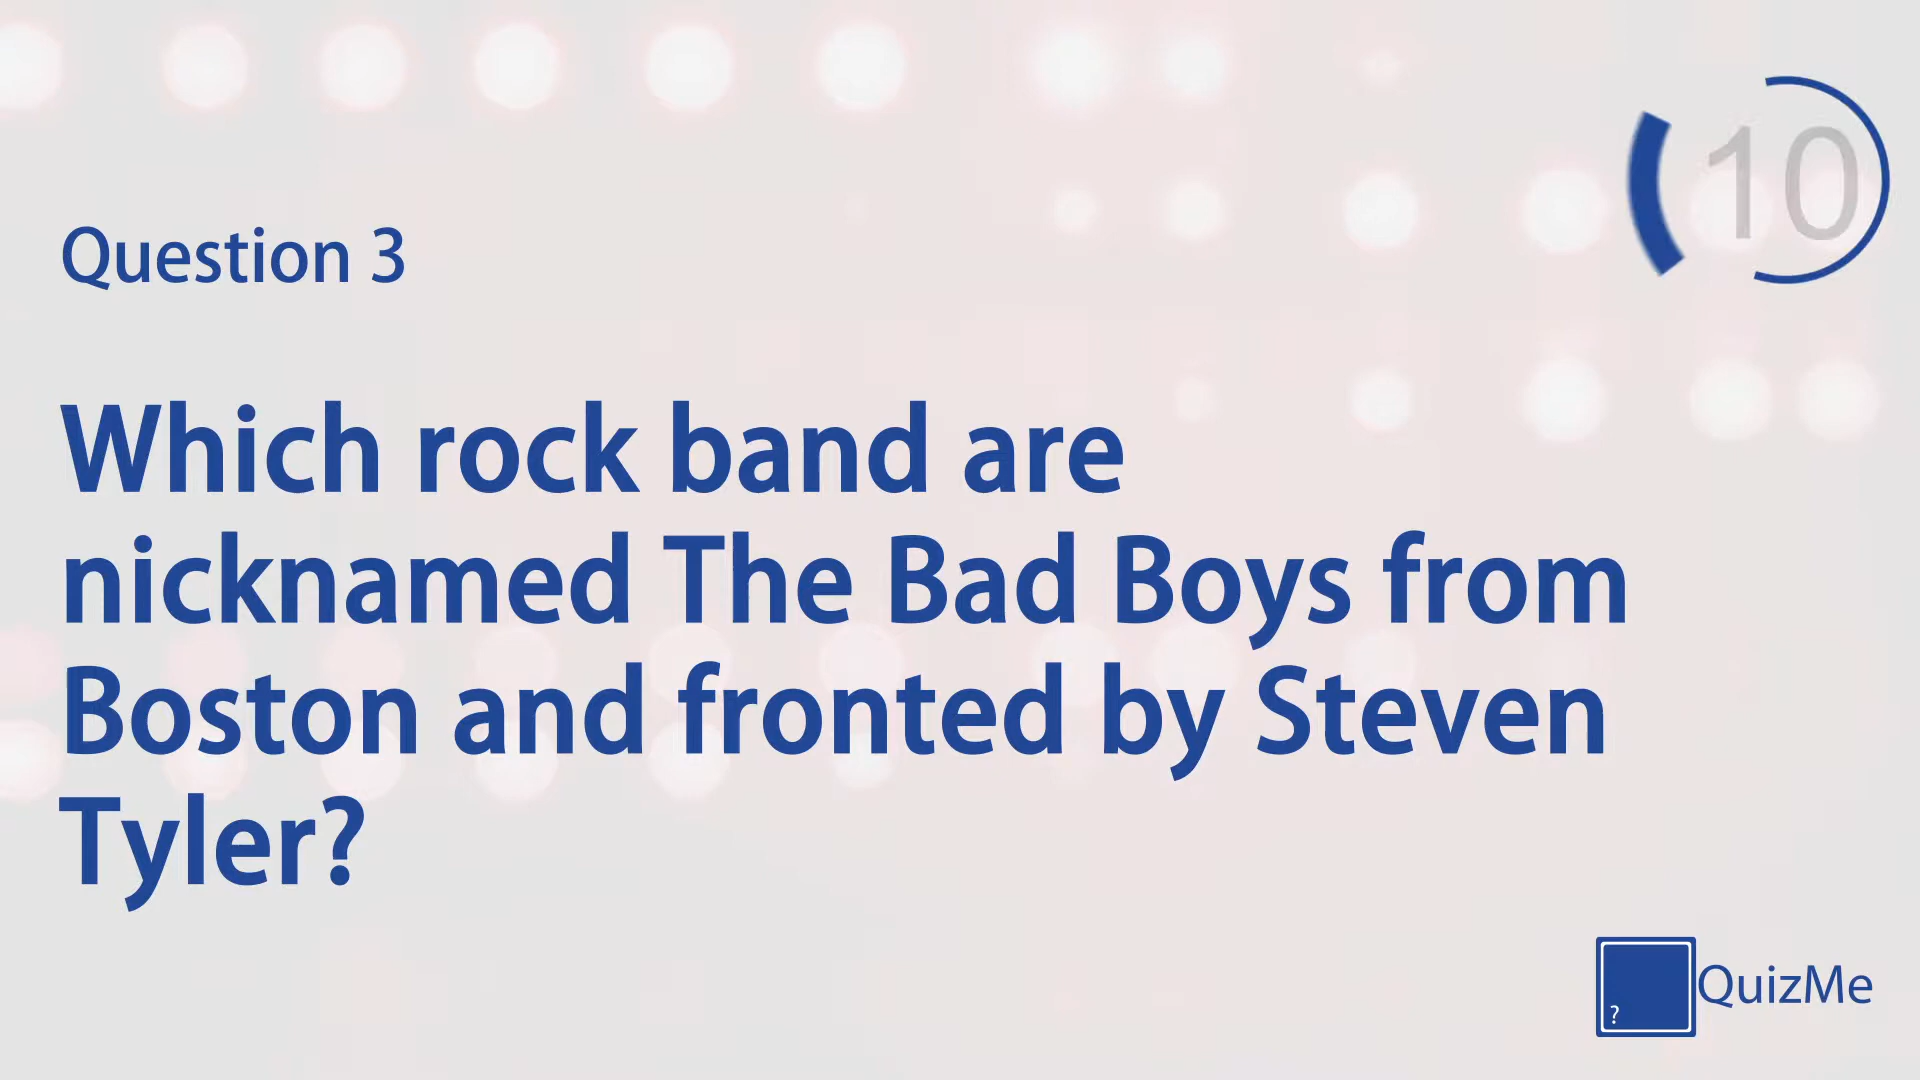 10
Question 3
Which rock band are
nicknamed The Bad Boys from
Boston and fronted by Steven
Tyler?
?
QuizMe